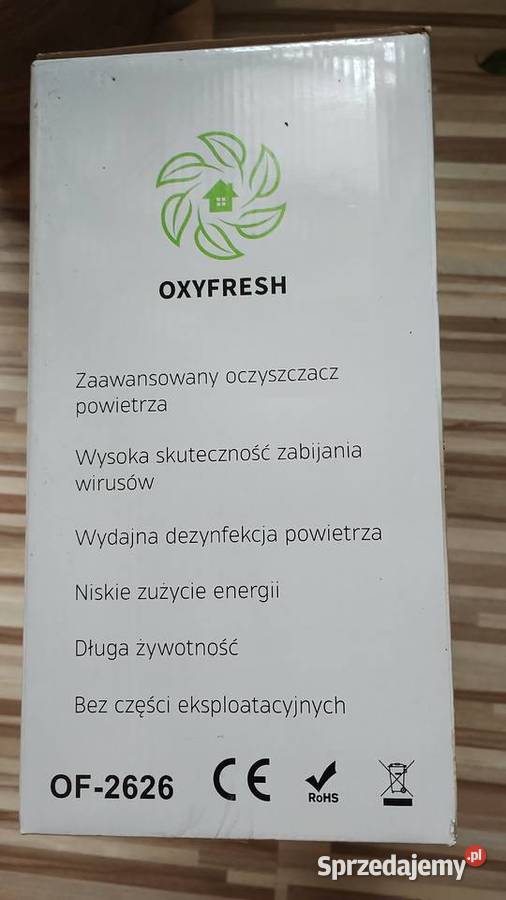 OXYFRESH
Zaawansowany oczyszczacz
powietrza
Wysoka skuteczność zabijania
wirusów
Wydajna dezynfekcja powietrza
Niskie zużycie energii
Długa żywotność
Bez części eksploatacyjnych
OF-2626 CE RoHS
Sprzedajemy.pl